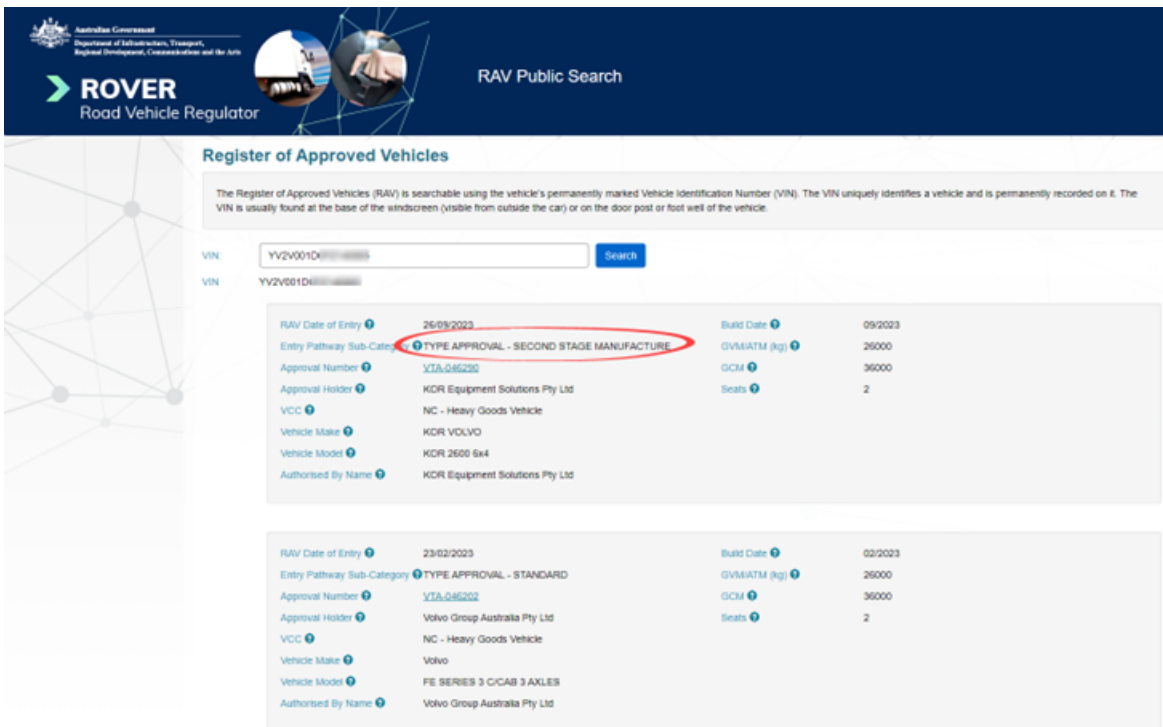 Australian Government
Department of Infrastructure, Transport,
Regional Development, Communications and the Arts
ROVER
Road Vehicle Regulator
RAV Public Search
Register of Approved Vehicles
The Register of Approved Vehicles (RAV) is searchable using the vehicle's permanently marked Vehicle Identification Number (VIN). The VIN uniquely identifies a vehicle and is permanently recorded on it. The
VIN is usually found at the base of the windscreen (visible from outside the car) or on the door post or foot well of the vehicle.
VIN: YV2V001D Search
VIN YV2V001D
RAV Date of Entry 26/09/2023 Build Date 09/2023
Entry Pathway Sub-Category TYPE APPROVAL - SECOND STAGE MANUFACTURE GVM/ATM (kg) 26000
Approval Number VTA-046290 GCM 36000
Approval Holder KOR Equipment Solutions Pty Ltd Seats 2
VCC NC - Heavy Goods Vehicle
Vehicle Make KOR VOLVO
Vehicle Model KOR 2600 6x4
Authorised By Name KOR Equipment Solutions Pty Ltd
RAV Date of Entry 23/02/2023 Build Date 02/2023
Entry Pathway Sub-Category TYPE APPROVAL - STANDARD GVM/ATM (kg) 26000
Approval Number VTA-046202 GCM 36000
Approval Holder Volvo Group Australia Pty Ltd Seats 2
VCC NC - Heavy Goods Vehicle
Vehicle Make Volvo
Vehicle Model FE SERIES 3 C/CAB 3 AXLES
Authorised By Name Volvo Group Australia Pty Ltd